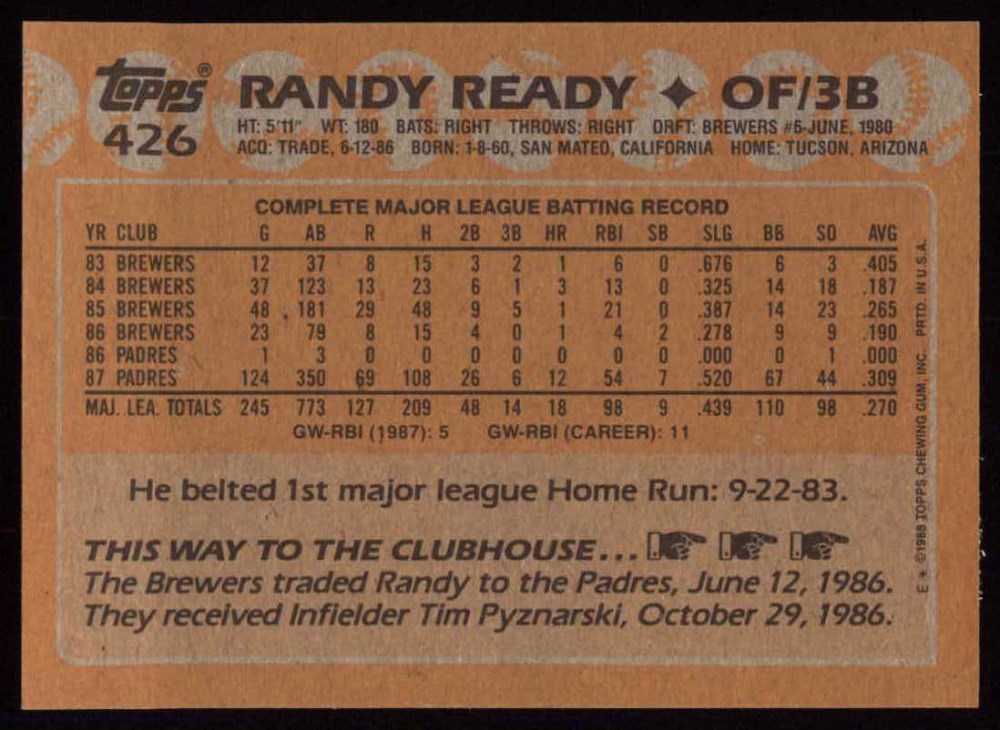 topps® RANDY READY ✦ OF/3B
426 HT: 5'11" WT: 180 BATS: RIGHT THROWS: RIGHT DRFT: BREWERS #6-JUNE, 1980
ACQ: TRADE, 6-12-86 BORN: 1-8-60, SAN MATEO, CALIFORNIA HOME: TUCSON, ARIZONA
COMPLETE MAJOR LEAGUE BATTING RECORD
YR CLUB G AB R H 2B 3B HR RBI SB SLG BB SO AVG
83 BREWERS 12 37 8 15 3 2 1 6 0 .676 6 3 .405
84 BREWERS 37 123 13 23 6 1 3 13 0 .325 14 18 .187
85 BREWERS 48 181 29 48 9 5 1 21 0 .387 14 23 .265
86 BREWERS 23 79 8 15 4 0 1 4 2 .278 9 9 .190
86 PADRES 1 3 0 0 0 0 0 0 0 .000 0 1 .000
87 PADRES 124 350 69 108 26 6 12 54 7 .520 67 44 .309
MAJ. LEA. TOTALS 245 773 127 209 48 14 18 98 9 .439 110 98 .270
GW-RBI (1987): 5 GW-RBI (CAREER): 11
He belted 1st major league Home Run: 9-22-83.
THIS WAY TO THE CLUBHOUSE...
The Brewers traded Randy to the Padres, June 12, 1986.
They received Infielder Tim Pyznarski, October 29, 1986.
E✶ ©1988 TOPPS CHEWING GUM, INC. PRTD. IN U.S.A.